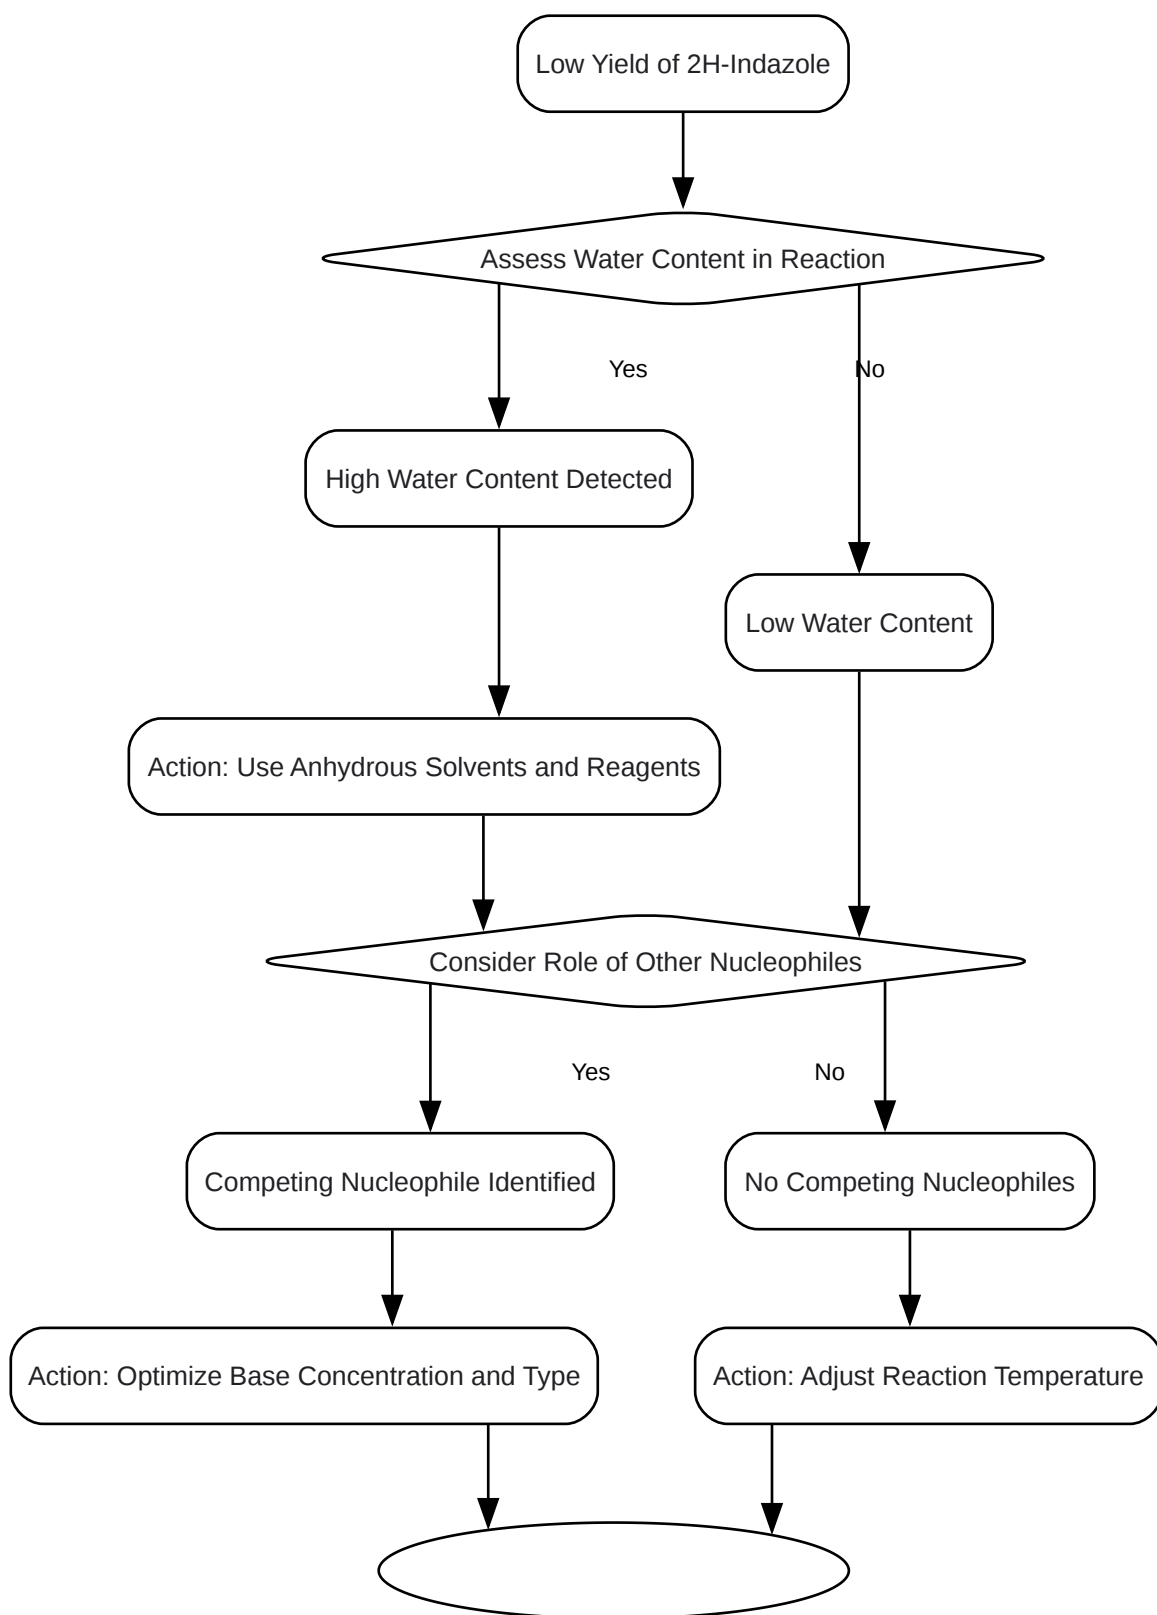 Low Yield of 2H-Indazole
Assess Water Content in Reaction
Yes
No
High Water Content Detected
Low Water Content
Action: Use Anhydrous Solvents and Reagents
Consider Role of Other Nucleophiles
Yes
No
Competing Nucleophile Identified
No Competing Nucleophiles
Action: Optimize Base Concentration and Type
Action: Adjust Reaction Temperature